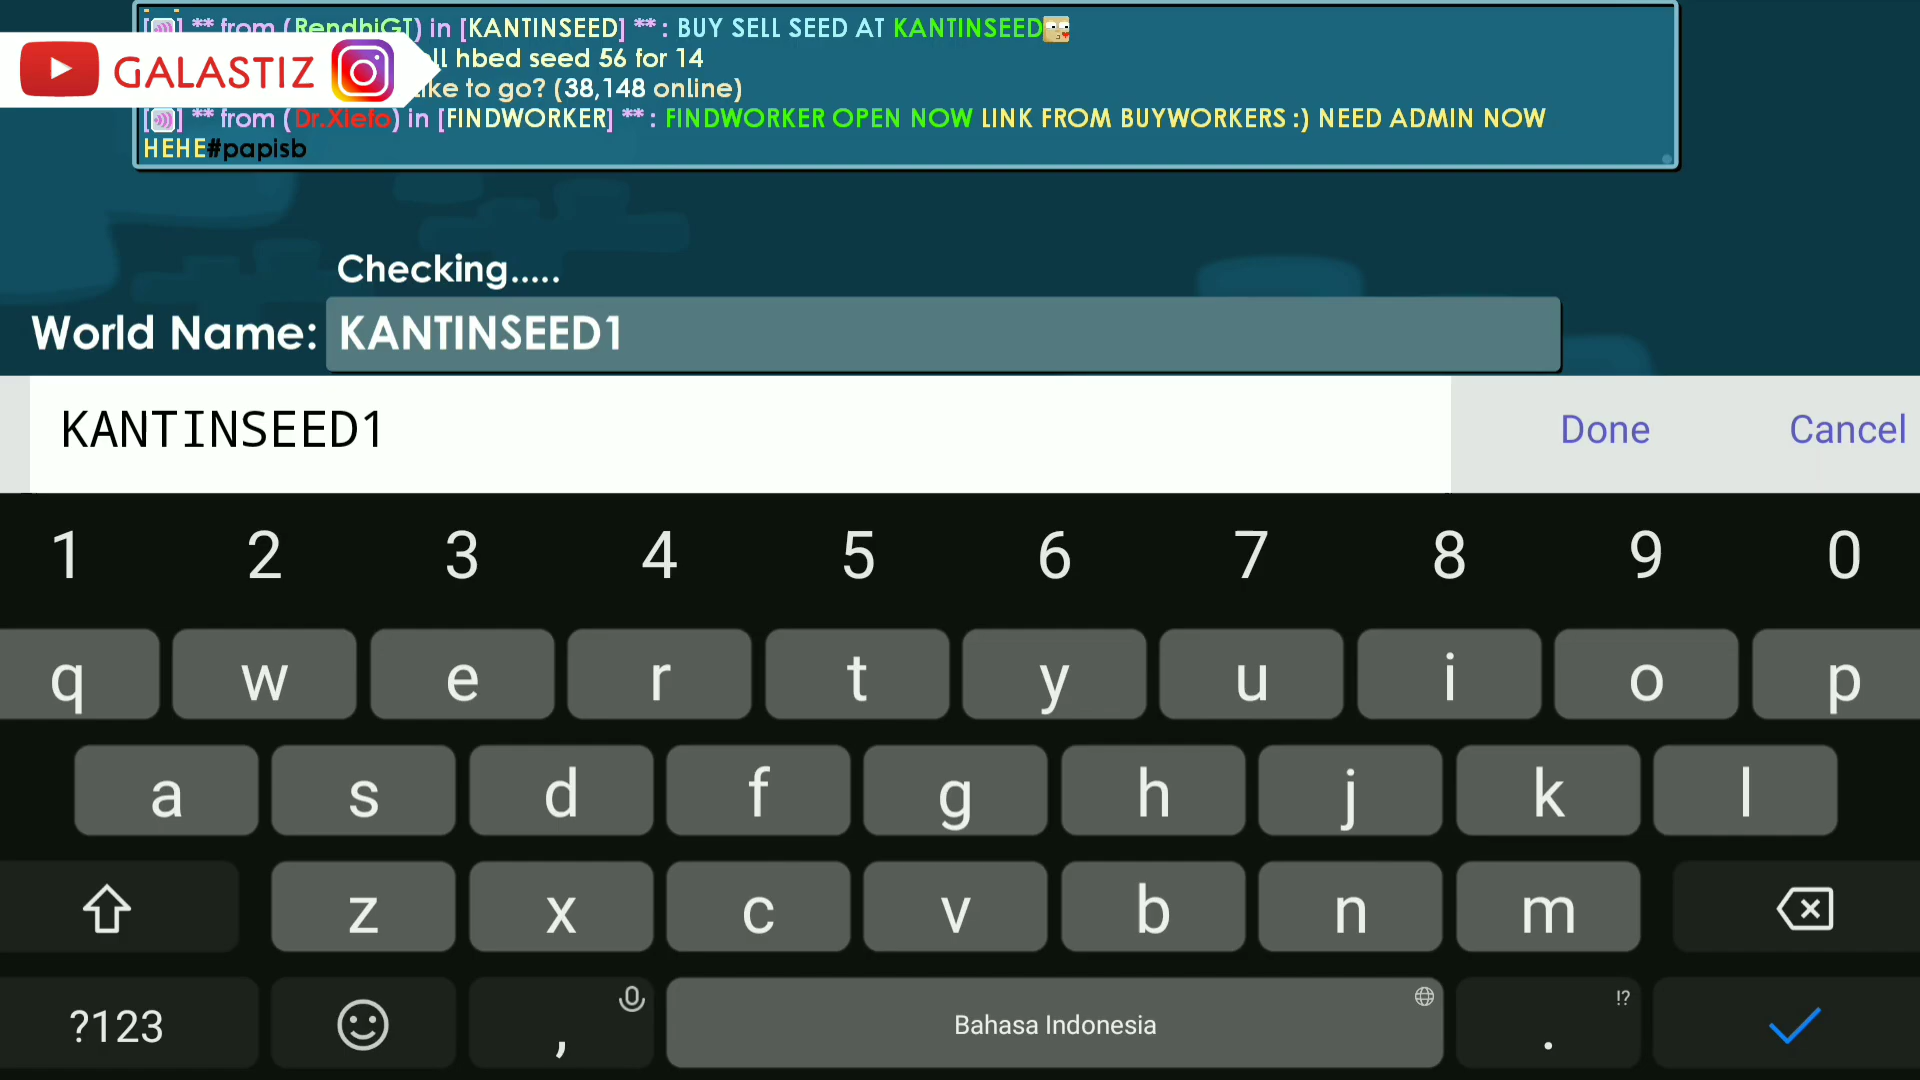 [] ** from (RendhiGT) in [KANTINSEED] ** : BUY SELL SEED AT KANTINSEED
GALASTIZ
ll hbed seed 56 for 14
ike to go? (38,148 online)
[] ** from (Dr.Xiefo) in [FINDWORKER] ** : FINDWORKER OPEN NOW LINK FROM BUYWORKERS :) NEED ADMIN NOW
HEHE#papisb
Checking.....
World Name: KANTINSEED1
KANTINSEED1
Done Cancel
1 2 3 4 5 6 7 8 9 0
q w e r t y u i o p
a s d f g h j k l
z x c v b n m
?123 , Bahasa Indonesia . !?